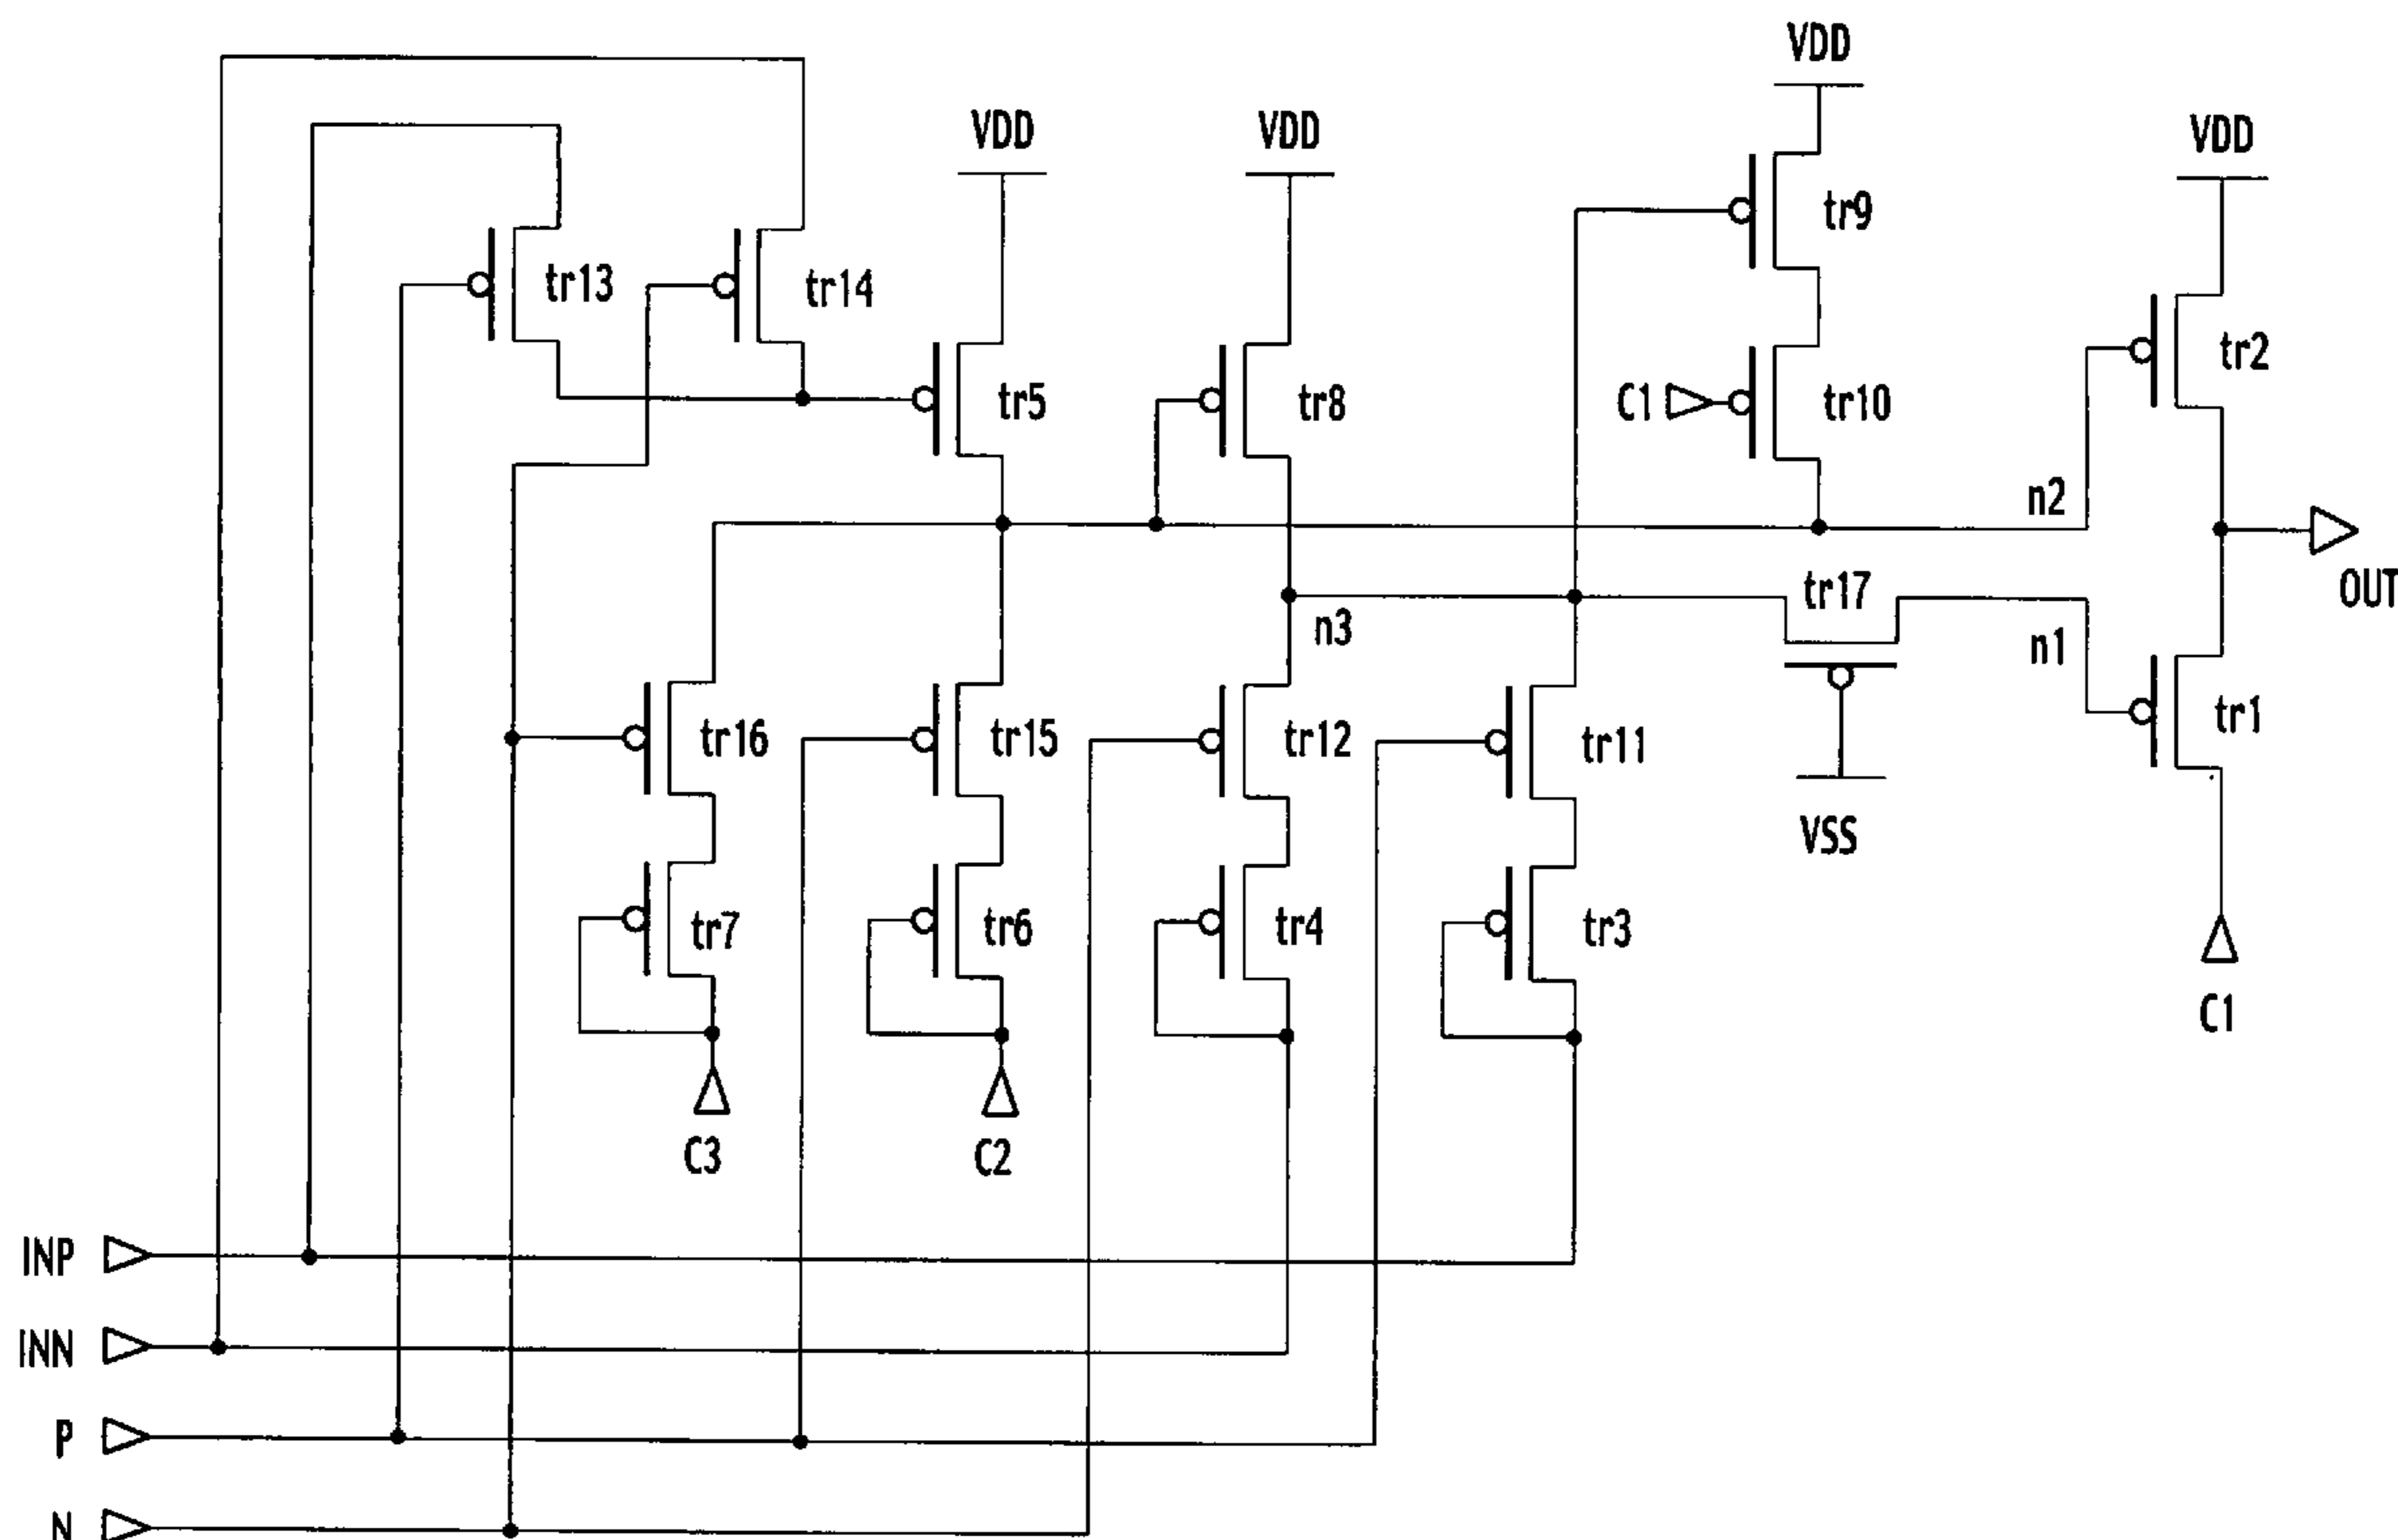 VDD
VDD
VDD
VDD
tr9
tr13
tr14
tr2
tr5
tr8
C1
tr10
n2
OUT
tr17
n3
n1
tr16
tr15
tr12
tr11
tr1
VSS
tr7
tr6
tr4
tr3
C1
C3
C2
INP
INN
P
N